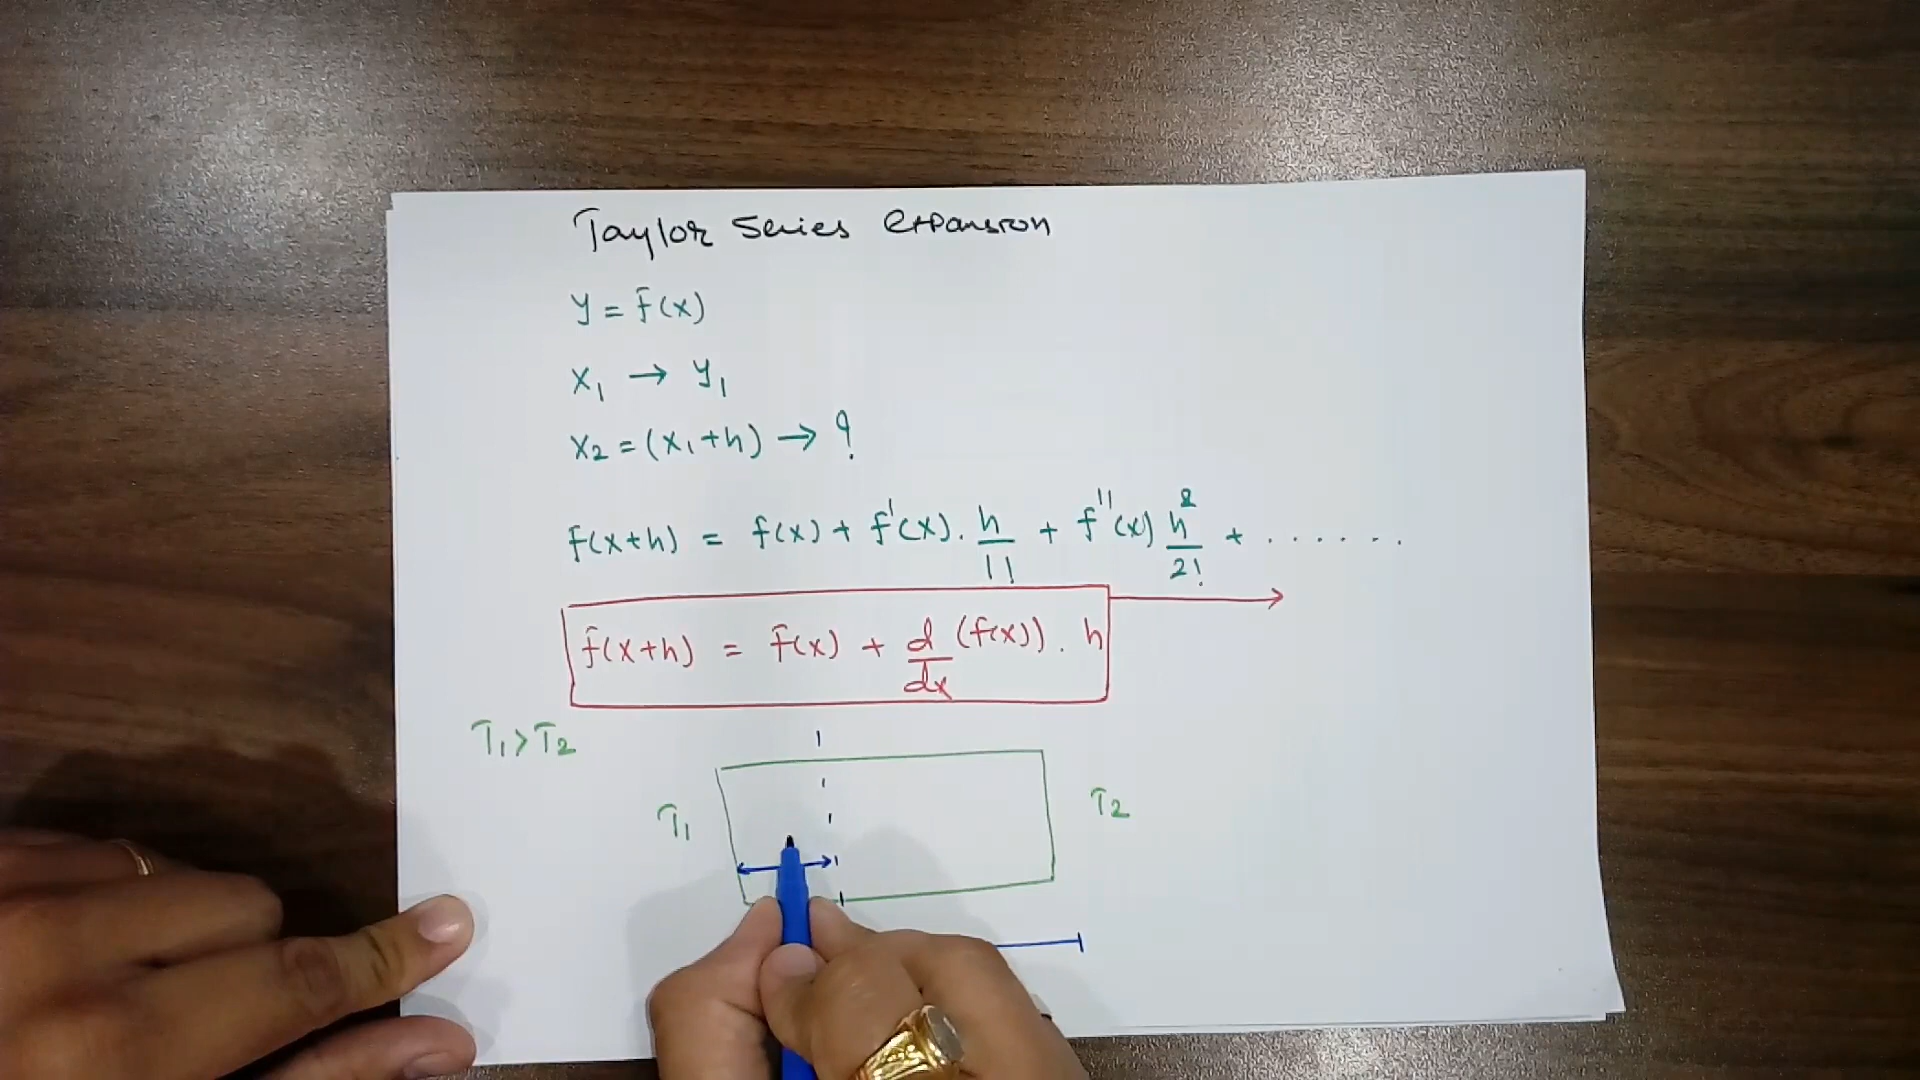 Taylor Series expansion
y = f(x)
x₁ → y₁
x₂ = (x₁+h) → ?
f(x+h) = f(x) + f'(x) . h/1! + f''(x) h²/2! + .......
f(x+h) = f(x) + d/dx (f(x)) . h
T₁ > T₂
T₁ T₂